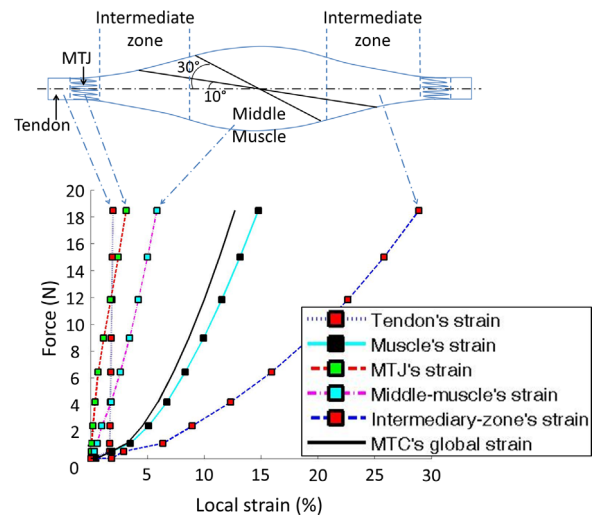 Intermediate
zone
Intermediate
zone
MTJ
30°
10°
Tendon
Middle
Muscle
20
18
16
14
12
9
8
6
4
2
0
Force (N)
5
10
15
20
25
30
Local strain (%)
Tendon's strain
Muscle's strain
MTJ's strain
Middle-muscle's strain
Intermediary-zone's strain
MTC's global strain